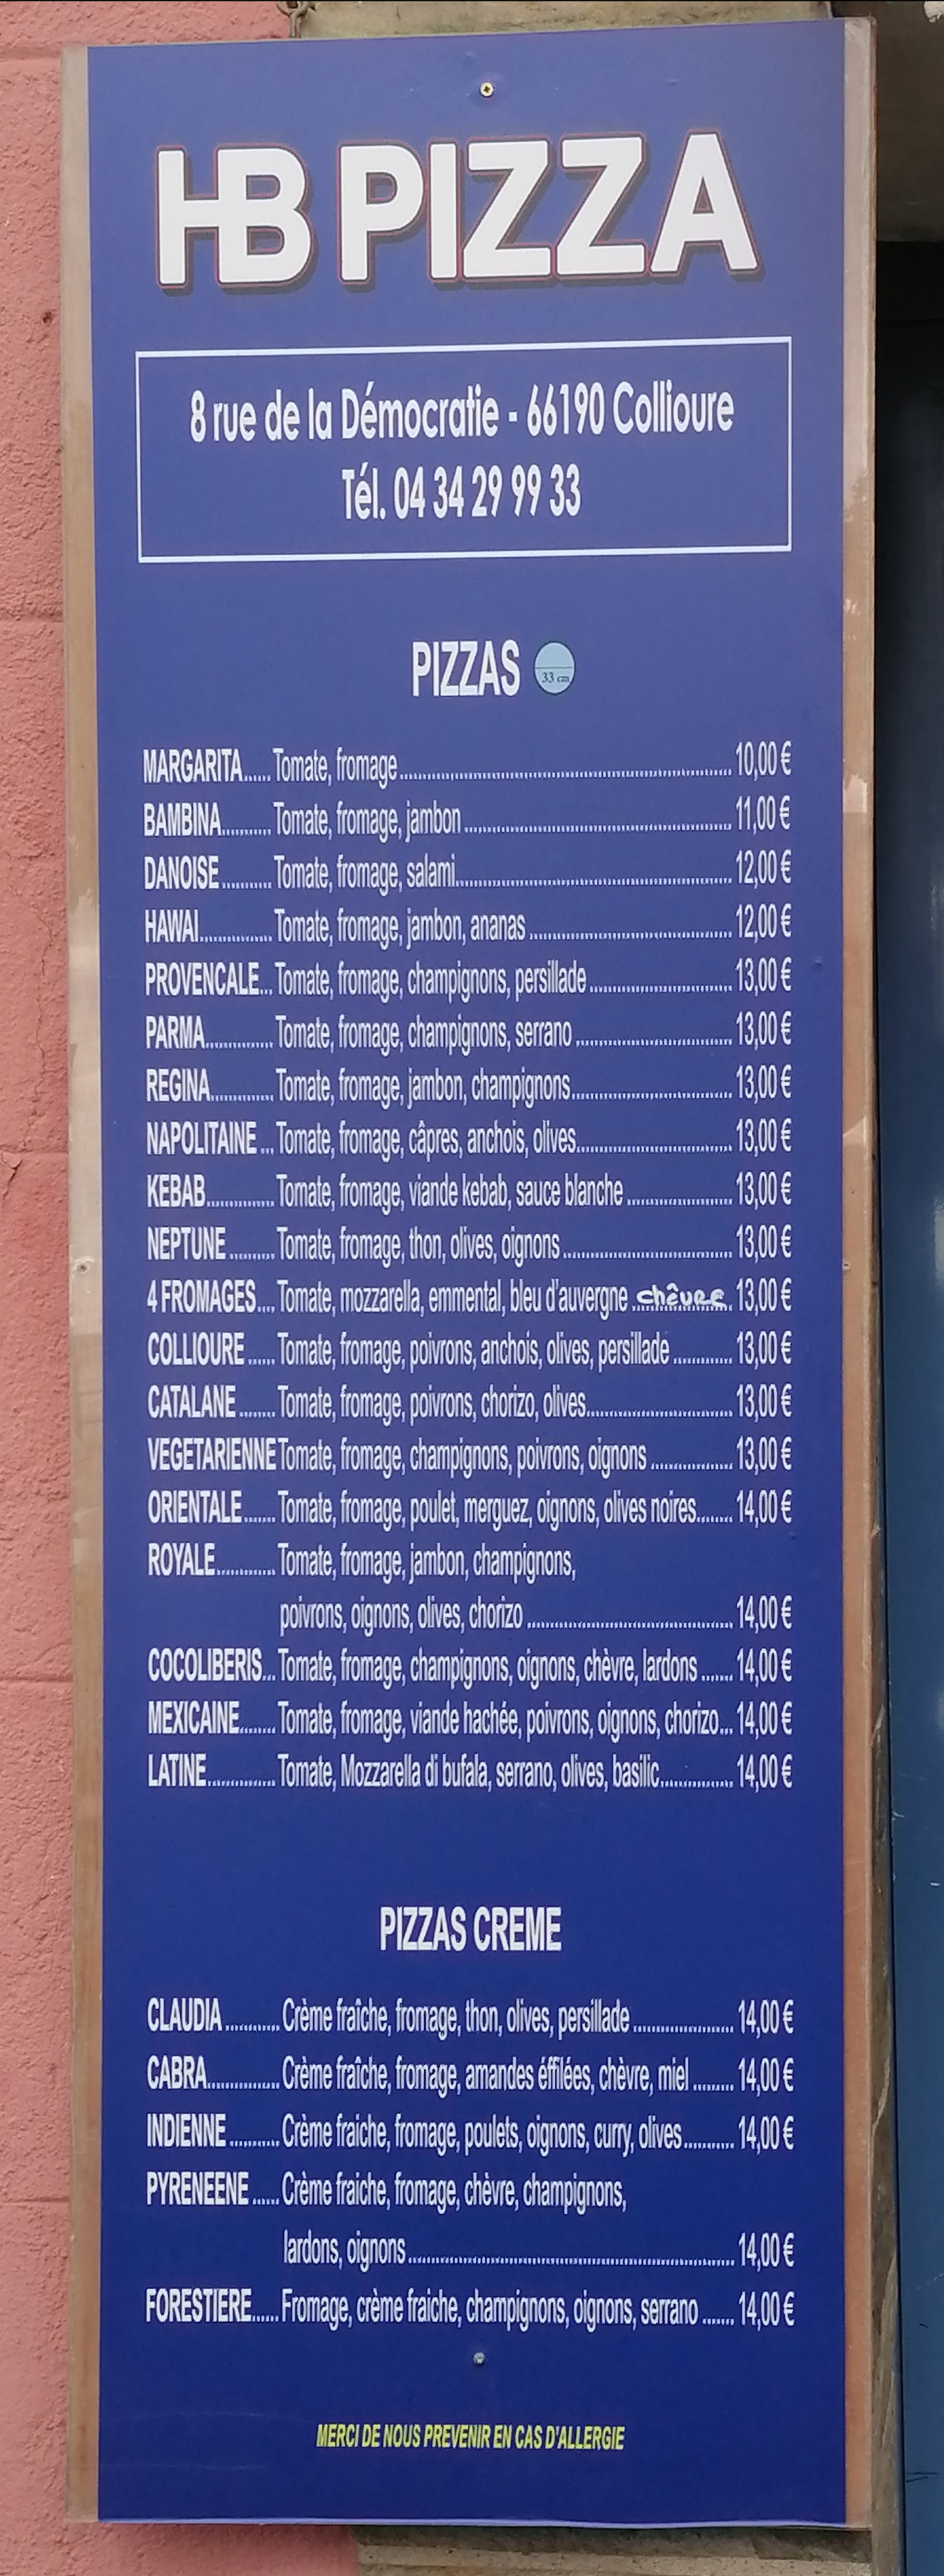 HB PIZZA
8 rue de la Démocratie - 66190 Collioure
Tél. 04 34 29 99 33
PIZZAS 33 cm
MARGARITA...... Tomate, fromage...... 10,00 €
BAMBINA...... Tomate, fromage, jambon ...... 11,00 €
DANOISE ...... Tomate, fromage, salami...... 12,00 €
HAWAI...... Tomate, fromage, jambon, ananas ...... 12,00 €
PROVENCALE... Tomate, fromage, champignons, persillade ...... 13,00 €
PARMA...... Tomate, fromage, champignons, serrano ...... 13,00 €
REGINA...... Tomate, fromage, jambon, champignons...... 13,00 €
NAPOLITAINE ... Tomate, fromage, câpres, anchois, olives...... 13,00 €
KEBAB...... Tomate, fromage, viande kebab, sauce blanche ...... 13,00 €
NEPTUNE ...... Tomate, fromage, thon, olives, oignons...... 13,00 €
4 FROMAGES.... Tomate, mozzarella, emmental, bleu d'auvergne chêvre 13,00 €
COLLIOURE ...... Tomate, fromage, poivrons, anchois, olives, persillade ...... 13,00 €
CATALANE ...... Tomate, fromage, poivrons, chorizo, olives...... 13,00 €
VEGETARIENNE Tomate, fromage, champignons, poivrons, oignons ...... 13,00 €
ORIENTALE...... Tomate, fromage, poulet, merguez, oignons, olives noires...... 14,00 €
ROYALE...... Tomate, fromage, jambon, champignons,
poivrons, oignons, olives, chorizo ...... 14,00 €
COCOLIBERIS... Tomate, fromage, champignons, oignons, chèvre, lardons ...... 14,00 €
MEXICAINE...... Tomate, fromage, viande hachée, poivrons, oignons, chorizo... 14,00 €
LATINE...... Tomate, Mozzarella di bufala, serrano, olives, basilic...... 14,00 €
PIZZAS CREME
CLAUDIA ...... Crème fraîche, fromage, thon, olives, persillade ...... 14,00 €
CABRA...... Crème fraîche, fromage, amandes éffilées, chèvre, miel ...... 14,00 €
INDIENNE ...... Crème fraiche, fromage, poulets, oignons, curry, olives...... 14,00 €
PYRENEENE ...... Crème fraiche, fromage, chèvre, champignons,
lardons, oignons...... 14,00 €
FORESTIERE...... Fromage, crème fraiche, champignons, oignons, serrano ...... 14,00 €
MERCI DE NOUS PREVENIR EN CAS D'ALLERGIE